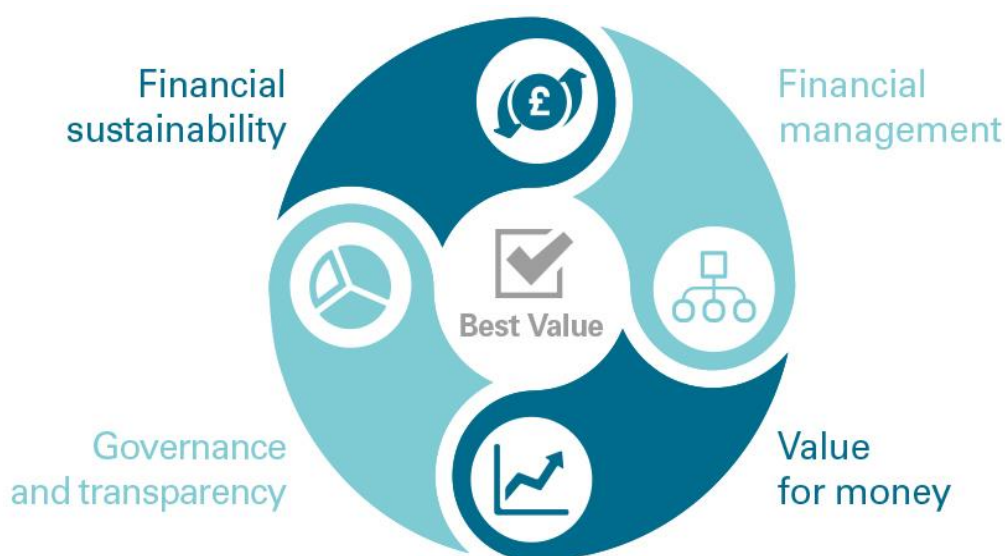 Financial
sustainability
£
Financial
management
Best Value
Governance
and transparency
Value
for money